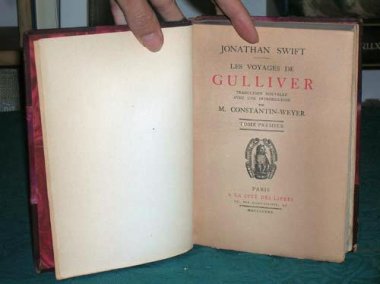 JONATHAN SWIFT
LES VOYAGES DE
GULLIVER
TRADUCTION NOUVELLE
AVEC UNE INTRODUCTION
PAR
M. CONSTANTIN-WEYER
TOME PREMIER
PARIS
A LA CITÉ DES LIVRES